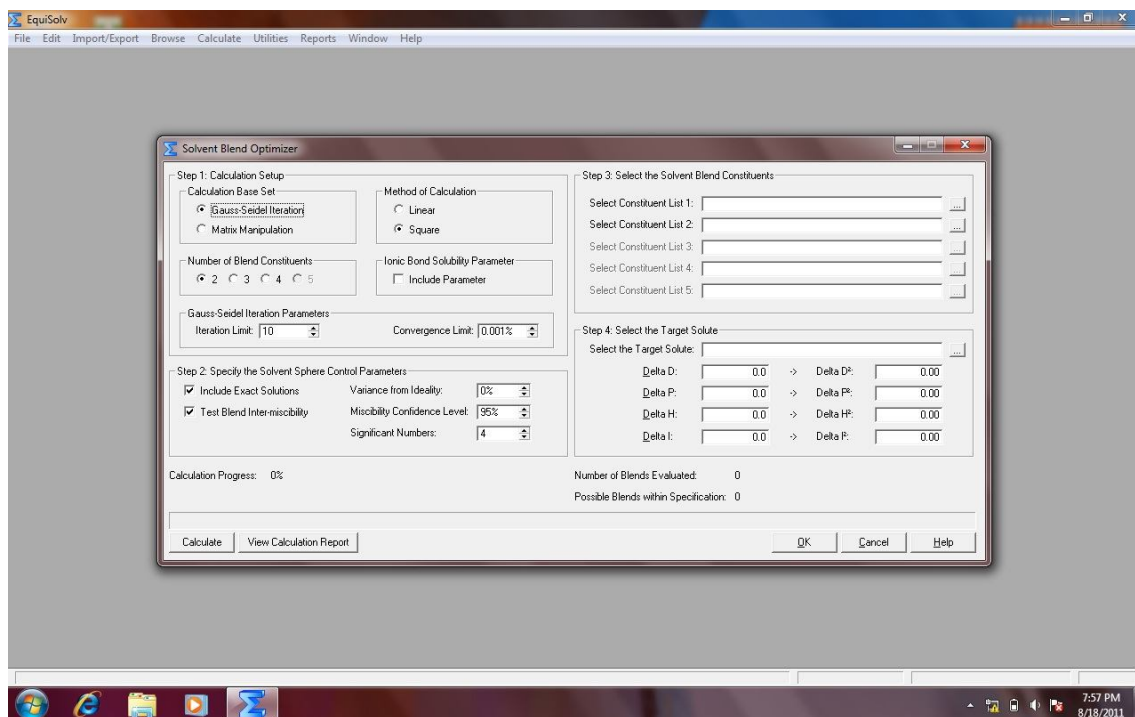 EquiSolv
File Edit Import/Export Browse Calculate Utilities Reports Window Help
Solvent Blend Optimizer
Step 1: Calculation Setup
Calculation Base Set
Gauss-Seidel Iteration
Matrix Manipulation
Method of Calculation
Linear
Square
Number of Blend Constituents
2 3 4 5
Ionic Bond Solubility Parameter
Include Parameter
Gauss-Seidel Iteration Parameters
Iteration Limit: 10 Convergence Limit: 0.001%
Step 2: Specify the Solvent Sphere Control Parameters
Include Exact Solutions Variance from Ideality: 0%
Test Blend Inter-miscibility Miscibility Confidence Level: 95%
Significant Numbers: 4
Step 3: Select the Solvent Blend Constituents
Select Constituent List 1: ...
Select Constituent List 2: ...
Select Constituent List 3: ...
Select Constituent List 4: ...
Select Constituent List 5: ...
Step 4: Select the Target Solute
Select the Target Solute: ...
Delta D: 0.0 -> Delta D²: 0.00
Delta P: 0.0 -> Delta P²: 0.00
Delta H: 0.0 -> Delta H²: 0.00
Delta I: 0.0 -> Delta I²: 0.00
Calculation Progress: 0%
Number of Blends Evaluated: 0
Possible Blends within Specification: 0
Calculate View Calculation Report OK Cancel Help
7:57 PM
8/18/2011